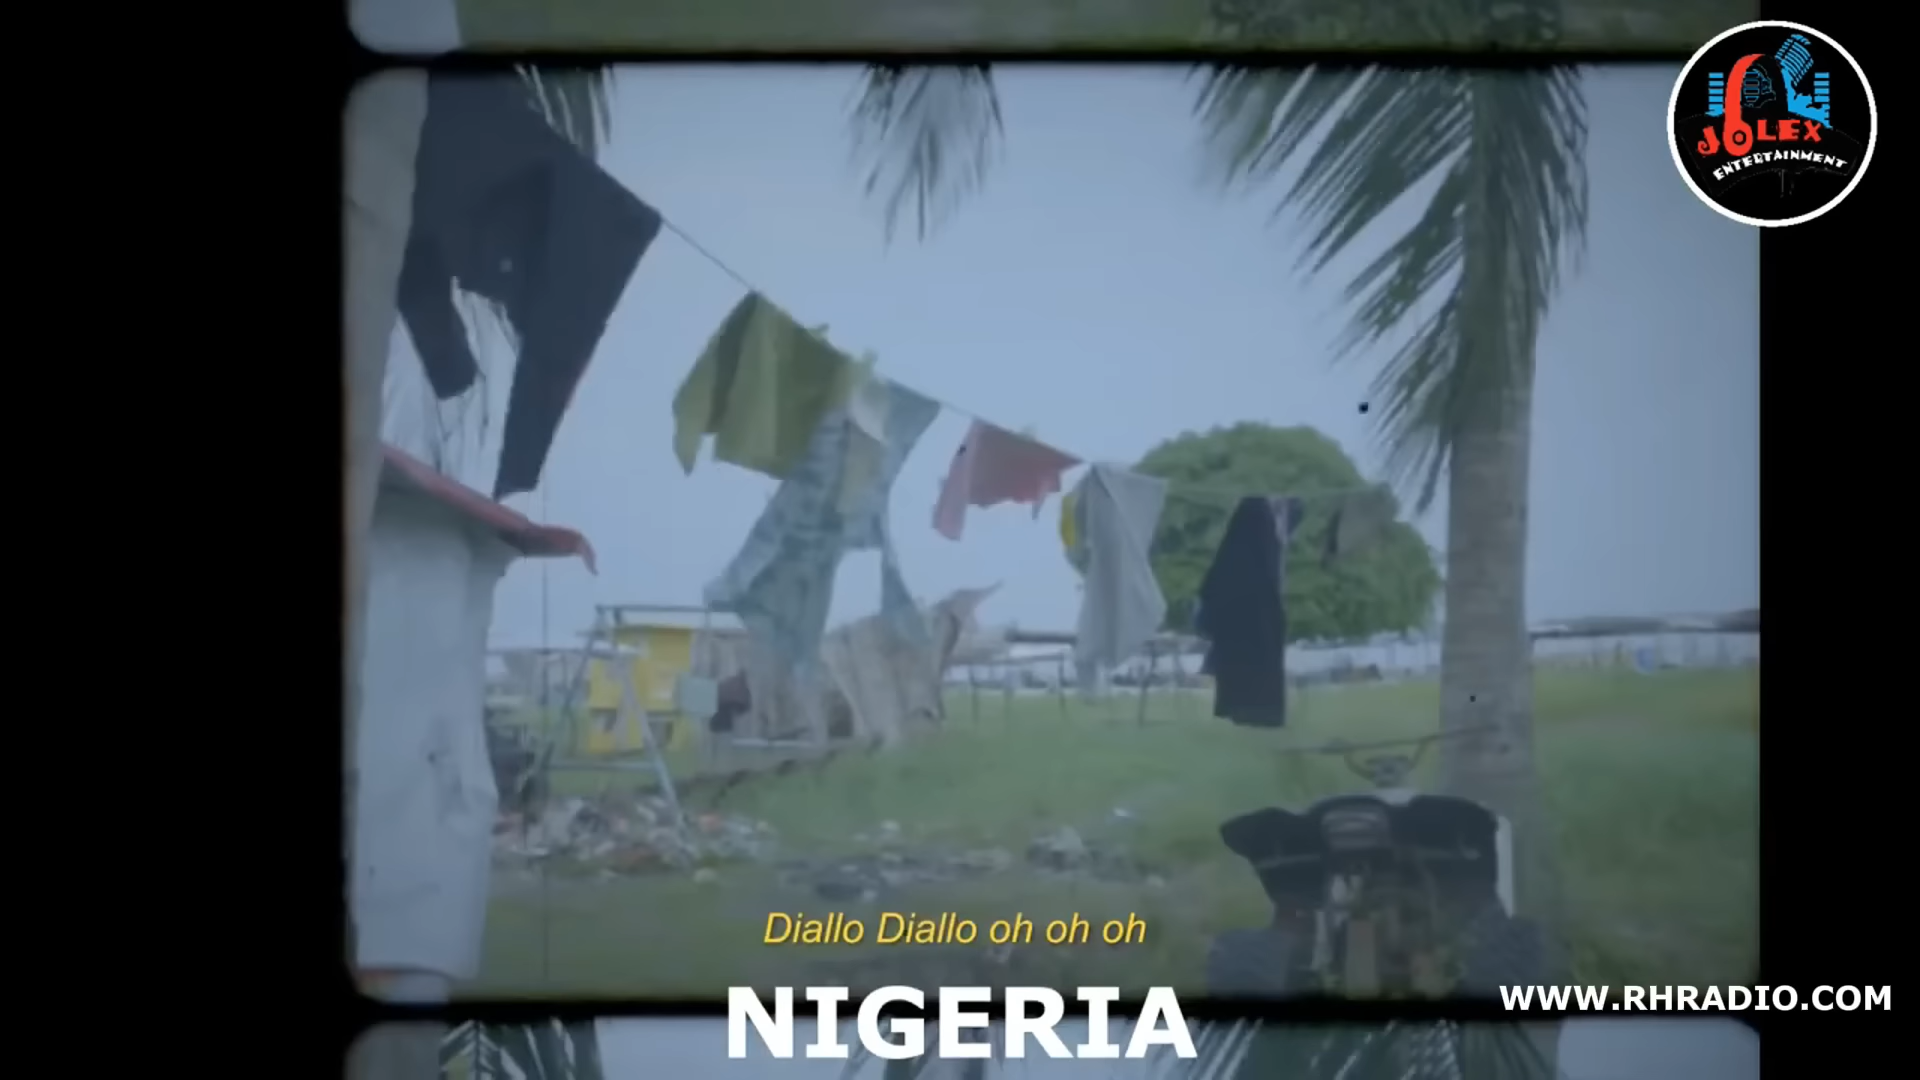 JOLEX
ENTERTAINMENT
Diallo Diallo oh oh oh
NIGERIA
WWW.RHRADIO.COM